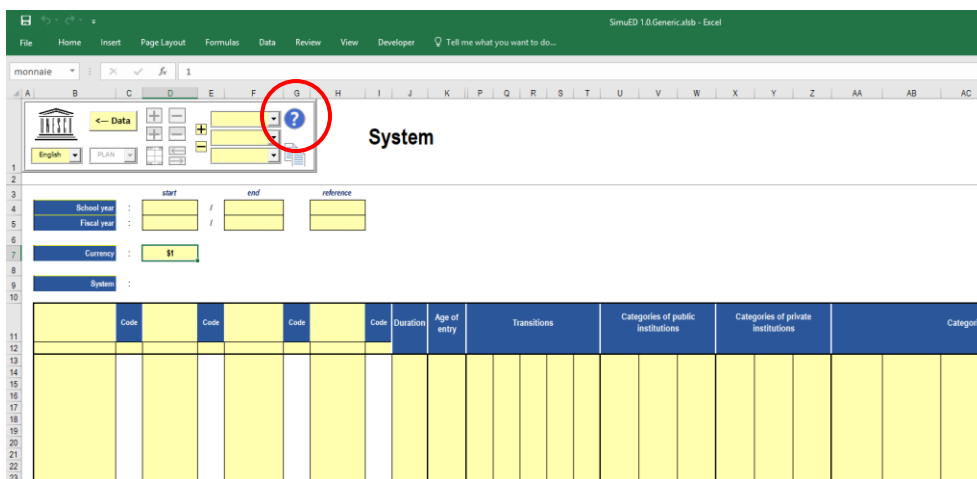 SimuED 1.0.Generic.xlsb - Excel
File Home Insert Page Layout Formulas Data Review View Developer Tell me what you want to do...
monnaie fx 1
A B C D E F G H I J K P Q R S T U V W X Y Z AA AB AC
UNESCO <-- Data ?
System
English PLAN
1
2
3 start end reference
4 School year : /
5 Fiscal year : /
6
7 Currency : $1
8
9 System :
10
11 Code Code Code Code Duration Age of entry Transitions Categories of public institutions Categories of private institutions Categor
12
13
14
15
16
17
18
19
20
21
22
23